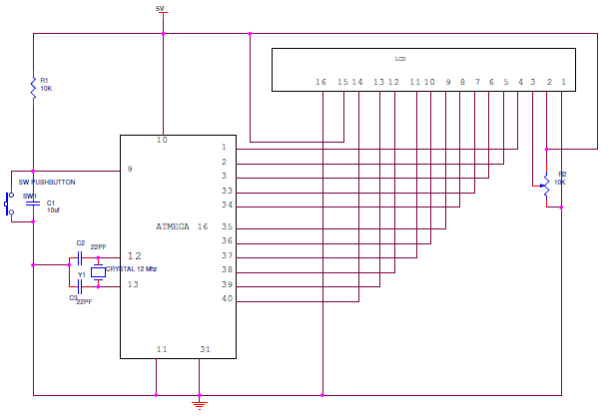 5V
LCD
16 15 14 13 12 11 10 9 8 7 6 5 4 3 2 1
R1
10K
10
1
9
2
3
R2
10K
SW PUSHBUTTON
33
SW1
C1
10uf
34
ATMEGA 16
35
36
C2
22PF
12
37
Y1
CRYSTAL 12 Mhz
38
13
39
C3
22PF
40
11
31